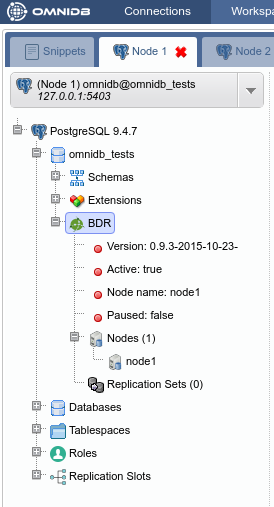 OMNIDB Connections Workspa
Snippets Node 1 Node 2
(Node 1) omnidb@omnidb_tests
127.0.0.1:5403
PostgreSQL 9.4.7
omnidb_tests
Schemas
Extensions
BDR
Version: 0.9.3-2015-10-23-
Active: true
Node name: node1
Paused: false
Nodes (1)
node1
Replication Sets (0)
Databases
Tablespaces
Roles
Replication Slots